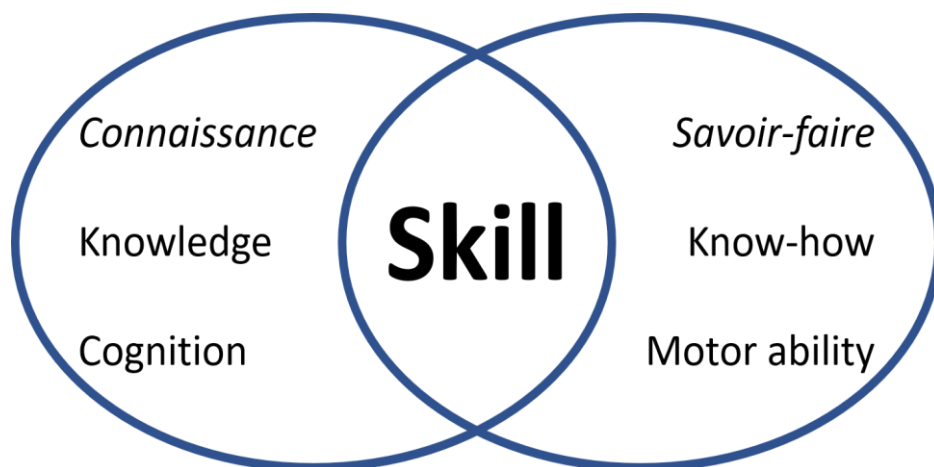 Connaissance
Knowledge
Cognition
Skill
Savoir-faire
Know-how
Motor ability